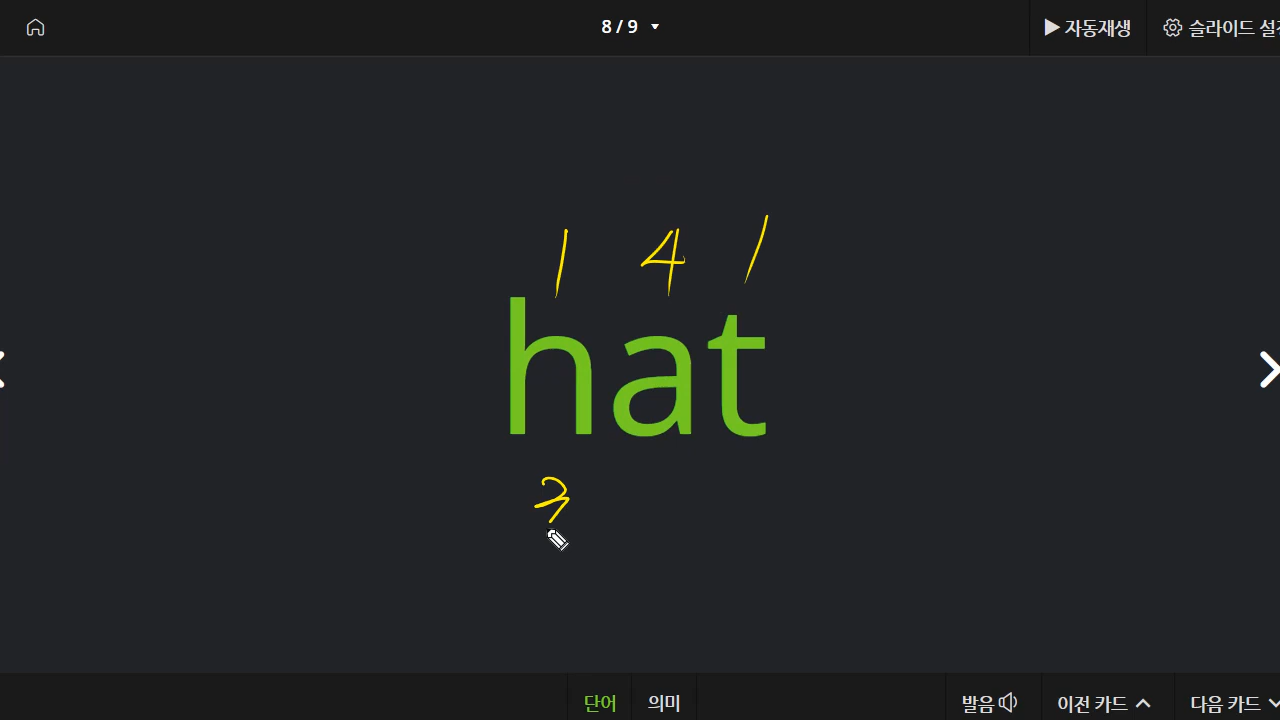 8 / 9
자동재생
슬라이드 설정
1 4 1
hat
단어
의미
발음
이전 카드
다음 카드